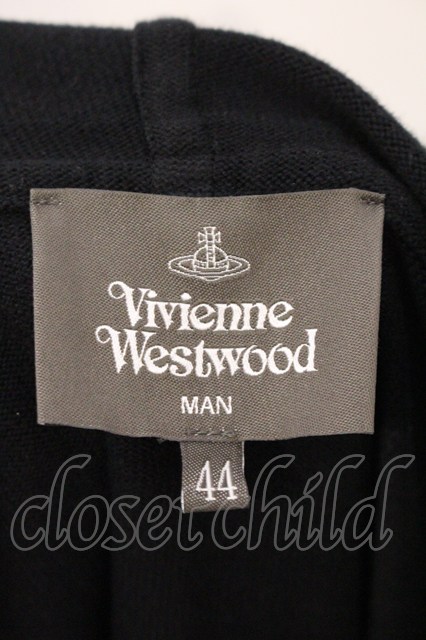 Vivienne
Westwood
MAN
44
closet child